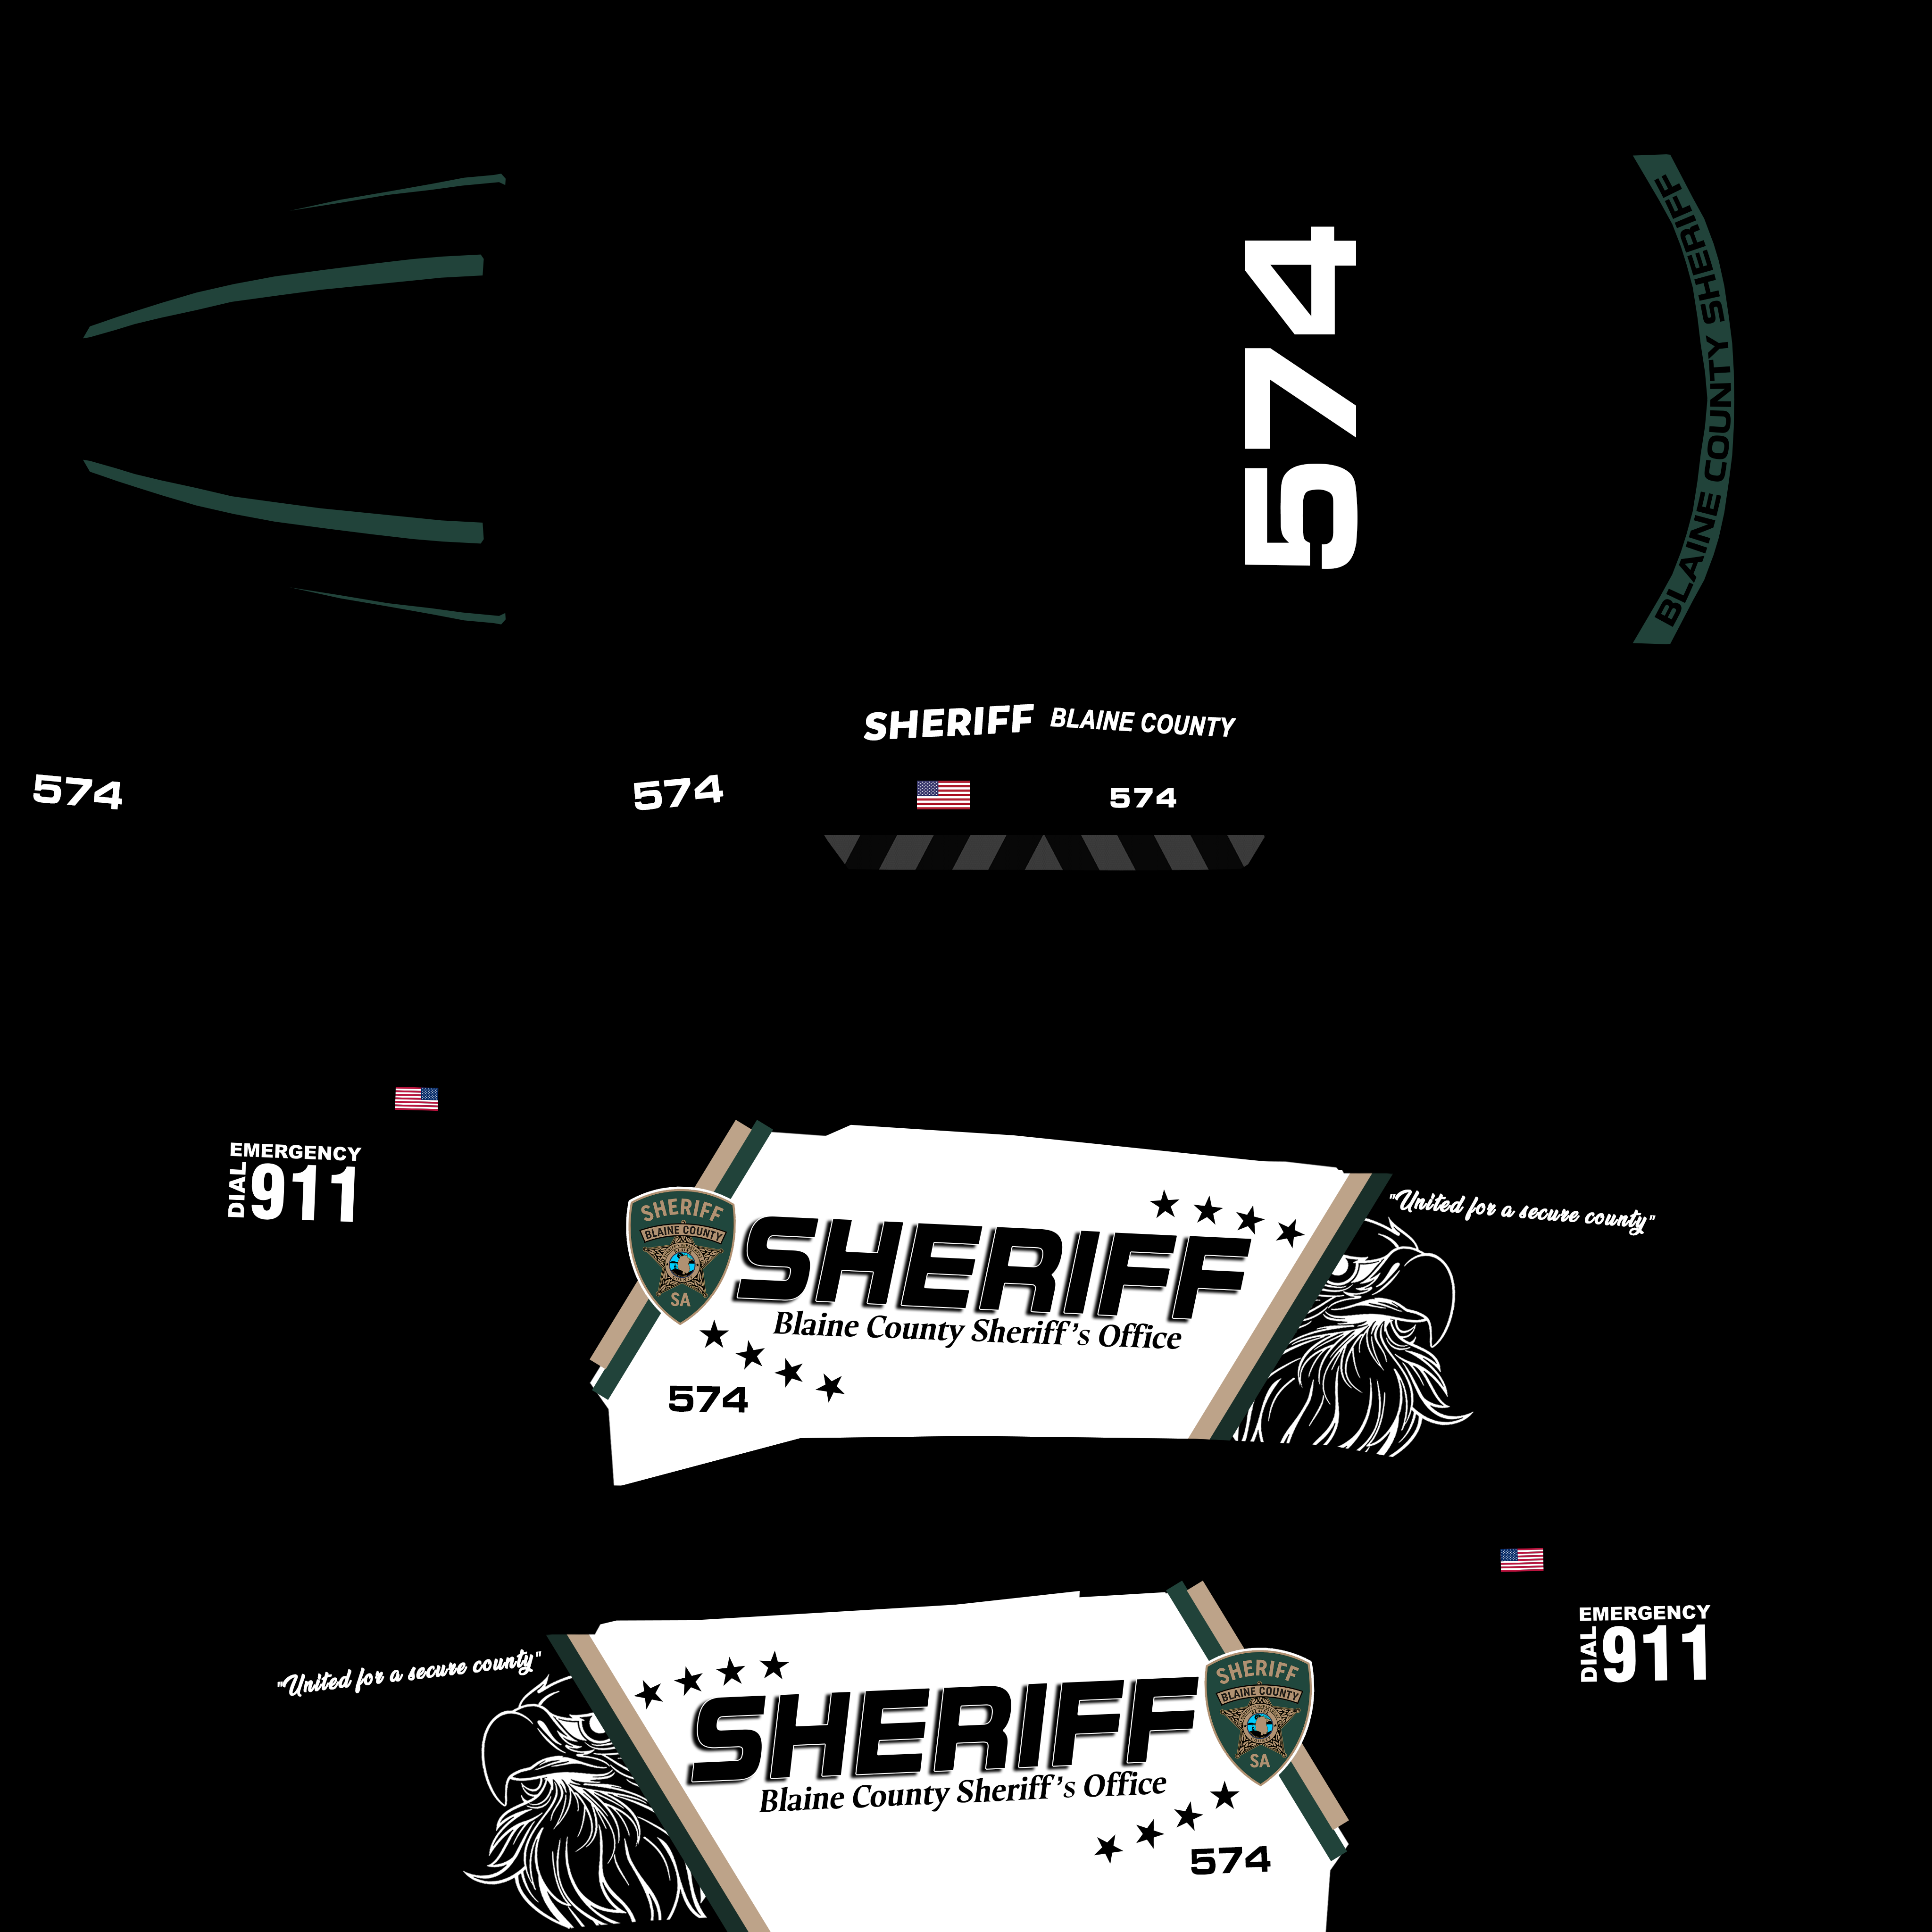 574
BLAINE COUNTY SHERIFF
SHERIFF BLAINE COUNTY
574
574
574
EMERGENCY
DIAL 911
"United for a secure county"
SHERIFF
BLAINE COUNTY
SA
SHERIFF
Blaine County Sheriff's Office
574
EMERGENCY
DIAL 911
"United for a secure county"
SHERIFF
Blaine County Sheriff's Office
SHERIFF
BLAINE COUNTY
SA
574